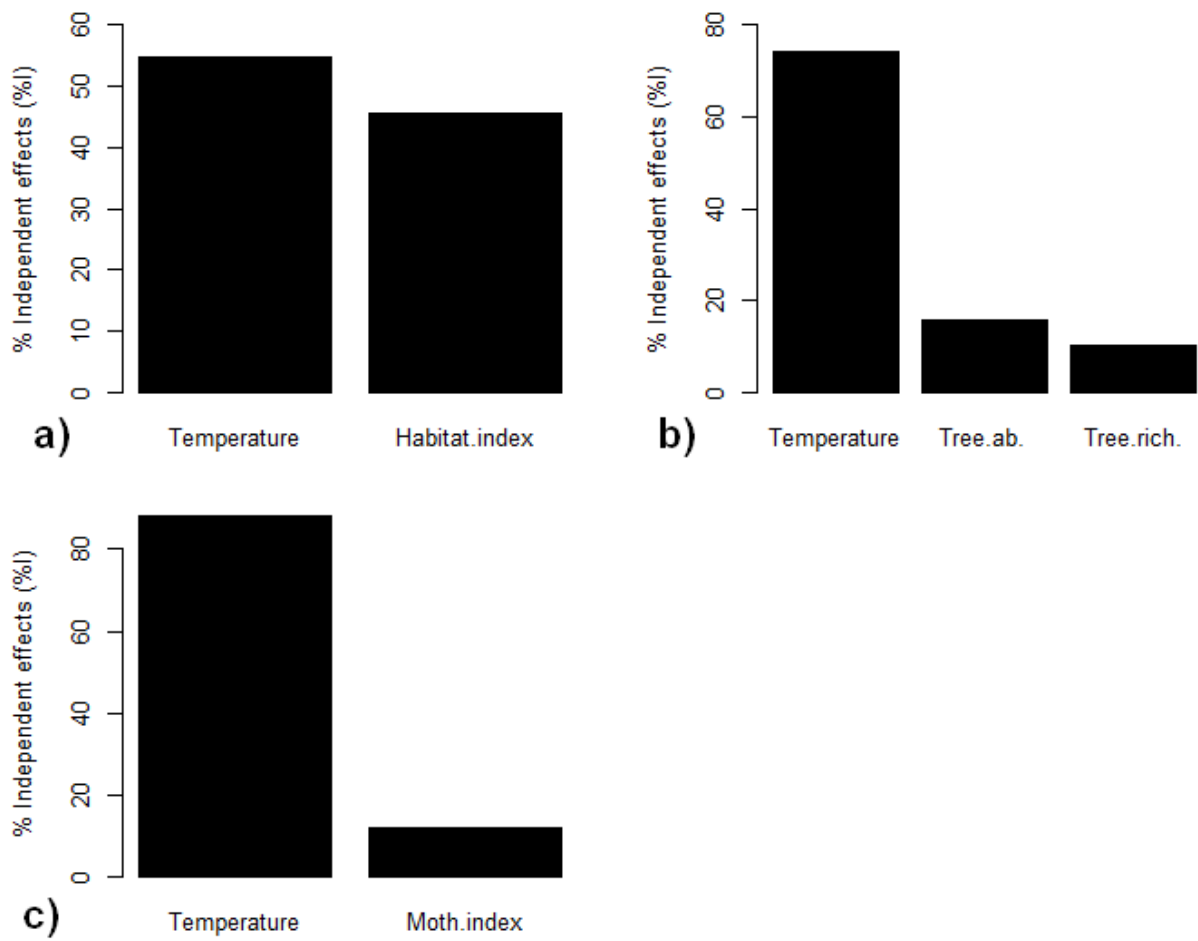 % Independent effects (%I)
60
50
40
30
20
10
0
Temperature Habitat.index
a)
% Independent effects (%I)
80
60
40
20
0
Temperature Tree.ab. Tree.rich.
b)
% Independent effects (%I)
80
60
40
20
0
Temperature Moth.index
c)